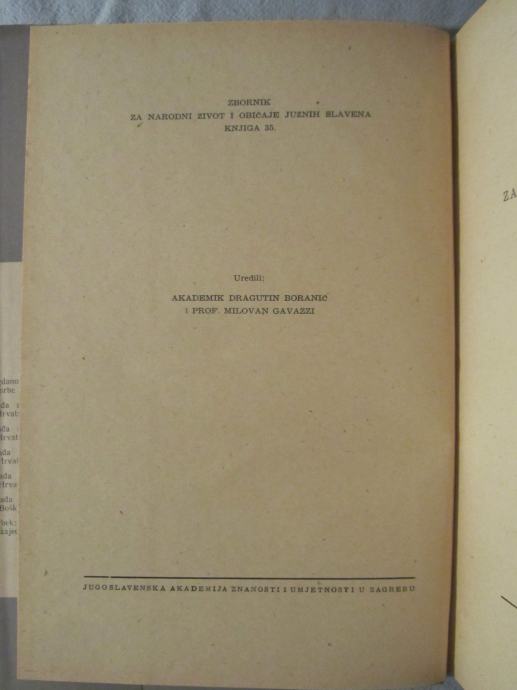 ZBORNIK
ZA NARODNI ŽIVOT I OBIČAJE JUŽNIH SLAVENA
KNJIGA 35.
Uredili:
AKADEMIK DRAGUTIN BORANIĆ
I PROF. MILOVAN GAVAZZI
JUGOSLAVENSKA AKADEMIJA ZNANOSTI I UMJETNOSTI U ZAGREBU
ZA